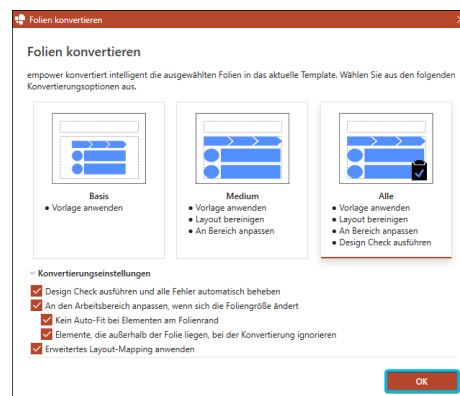 Folien konvertieren
Folien konvertieren
empower konvertiert intelligent die ausgewählten Folien in das aktuelle Template. Wählen Sie aus den folgenden
Konvertierungsoptionen aus.
Basis
• Vorlage anwenden
Medium
• Vorlage anwenden
• Layout bereinigen
• An Bereich anpassen
Alle
• Vorlage anwenden
• Layout bereinigen
• An Bereich anpassen
• Design Check ausführen
Konvertierungseinstellungen
Design Check ausführen und alle Fehler automatisch beheben
An den Arbeitsbereich anpassen, wenn sich die Foliengröße ändert
Kein Auto-Fit bei Elementen am Folienrand
Elemente, die außerhalb der Folie liegen, bei der Konvertierung ignorieren
Erweitertes Layout-Mapping anwenden
OK